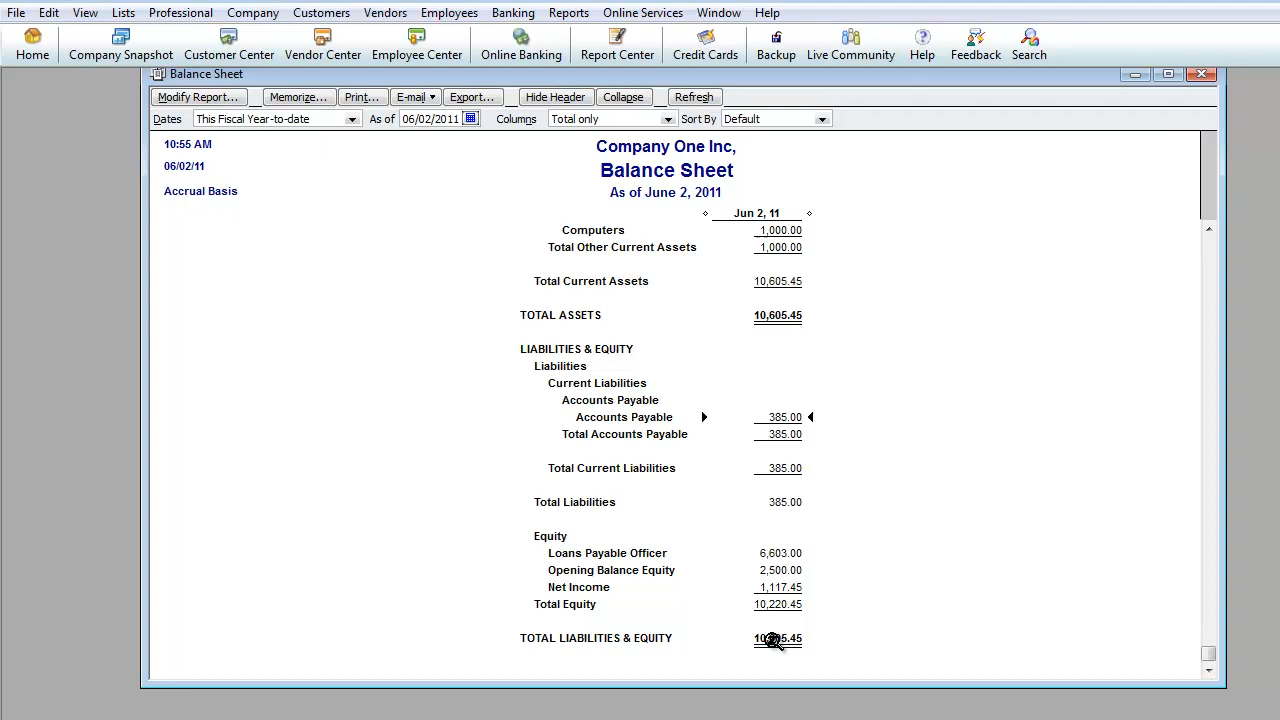 File Edit View Lists Professional Company Customers Vendors Employees Banking Reports Online Services Window Help
Home Company Snapshot Customer Center Vendor Center Employee Center Online Banking Report Center Credit Cards Backup Live Community Help Feedback Search
Balance Sheet
Modify Report... Memorize... Print... E-mail Export... Hide Header Collapse Refresh
Dates This Fiscal Year-to-date As of 06/02/2011 Columns Total only Sort By Default
10:55 AM
06/02/11
Accrual Basis
Company One Inc,
Balance Sheet
As of June 2, 2011
Jun 2, 11
Computers 1,000.00
Total Other Current Assets 1,000.00
Total Current Assets 10,605.45
TOTAL ASSETS 10,605.45
LIABILITIES & EQUITY
Liabilities
Current Liabilities
Accounts Payable
Accounts Payable 385.00
Total Accounts Payable 385.00
Total Current Liabilities 385.00
Total Liabilities 385.00
Equity
Loans Payable Officer 6,603.00
Opening Balance Equity 2,500.00
Net Income 1,117.45
Total Equity 10,220.45
TOTAL LIABILITIES & EQUITY